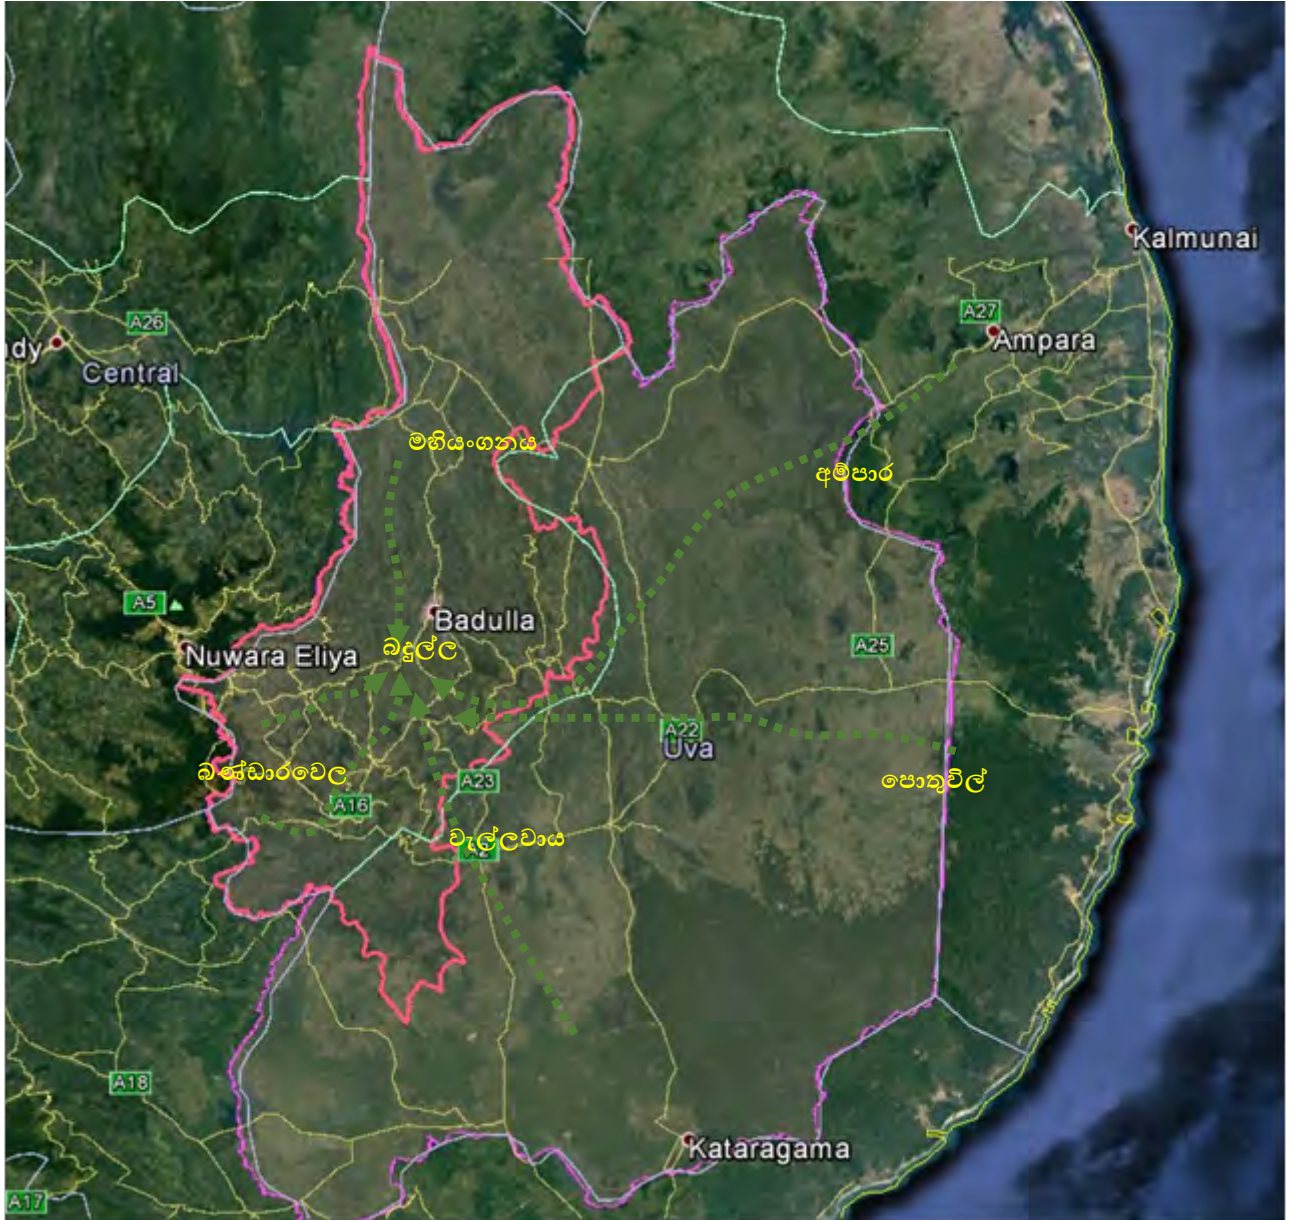 Kalmunai
A27
A26
Ampara
dy
Central
මහියංගනය
අම්පාර
A5
Badulla
බදුල්ල
A25
Nuwara Eliya
A22
Uva
බණ්ඩාරවෙල
A23
පොතුවිල්
A16
වැල්ලවාය
A2
A18
Kataragama
A17